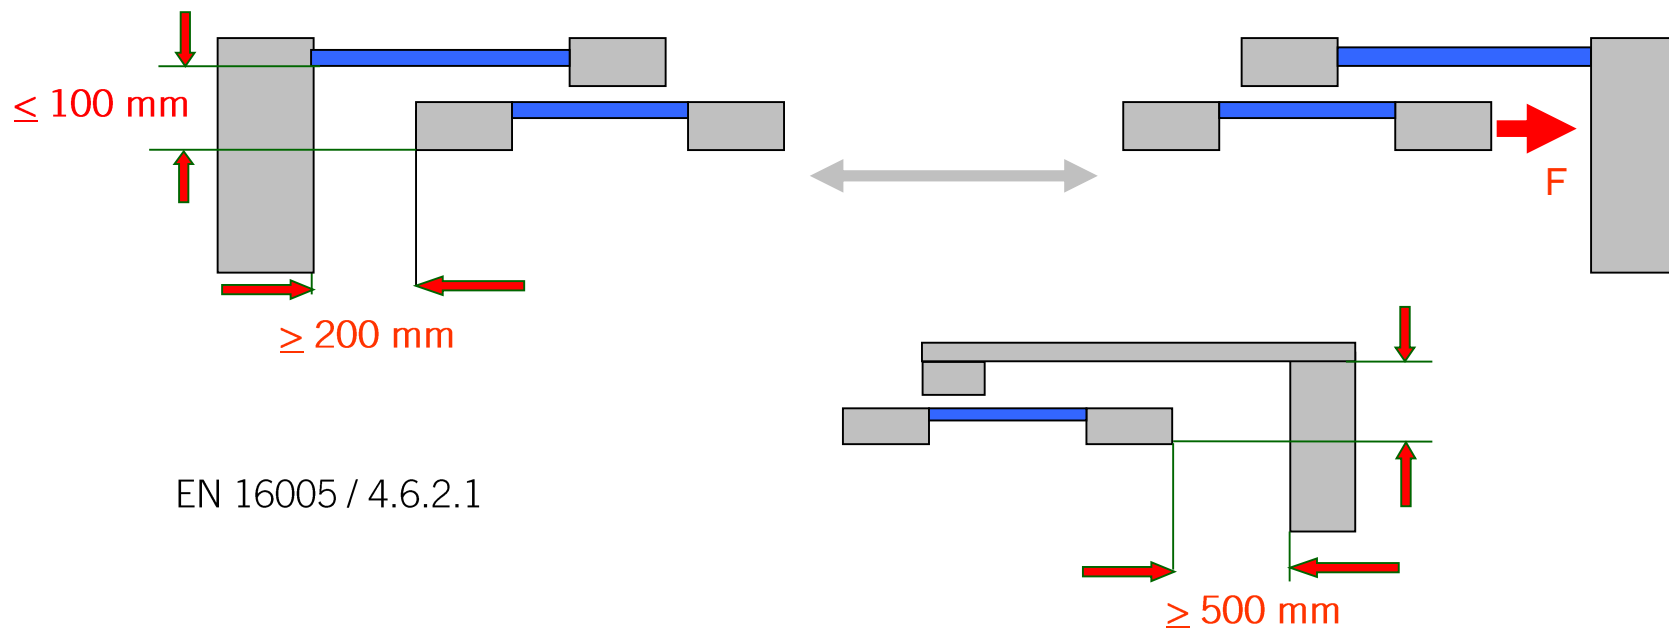 ≤ 100 mm
F
≥ 200 mm
EN 16005 / 4.6.2.1
≥ 500 mm